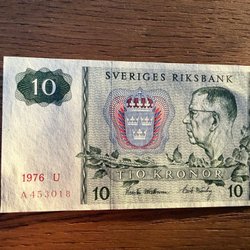 SVERIGES RIKSBANK
10
1976 U
A453018
TIO KRONOR
10
10